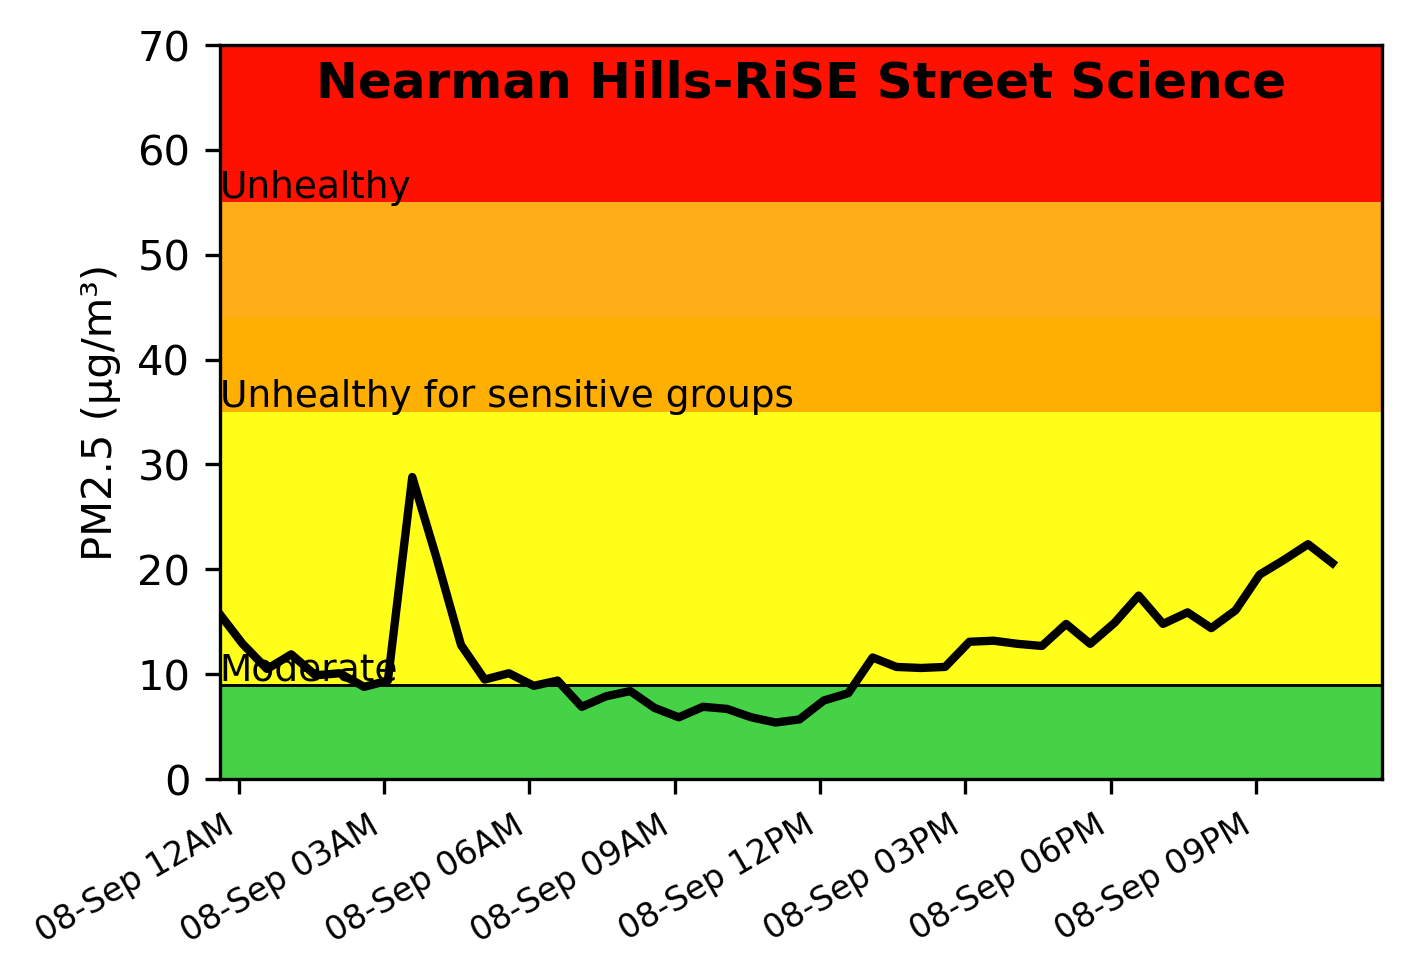 Nearman Hills-RiSE Street Science
70
60
50
40
30
20
10
0
PM2.5 (μg/m³)
Unhealthy
Unhealthy for sensitive groups
Moderate
08-Sep 12AM
08-Sep 03AM
08-Sep 06AM
08-Sep 09AM
08-Sep 12PM
08-Sep 03PM
08-Sep 06PM
08-Sep 09PM